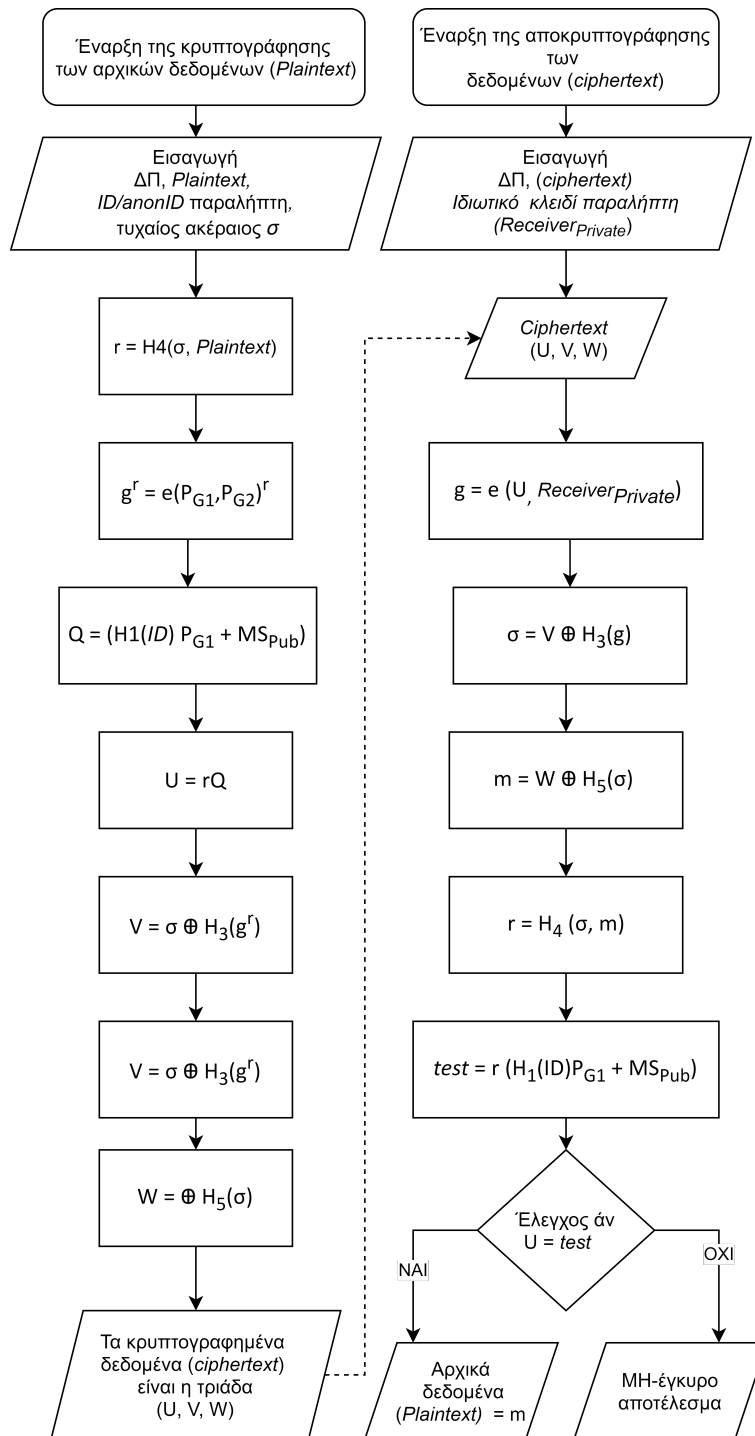 Έναρξη της κρυπτογράφησης
των αρχικών δεδομένων (Plaintext)
Εισαγωγή
ΔΠ, Plaintext,
ID/anonID παραλήπτη,
τυχαίος ακέραιος σ
r = H4(σ, Plaintext)
g^r = e(P_G1,P_G2)^r
Q = (H1(ID) P_G1 + MS_Pub)
U = rQ
V = σ ⊕ H_3(g^r)
V = σ ⊕ H_3(g^r)
W = ⊕ H_5(σ)
Τα κρυπτογραφημένα
δεδομένα (ciphertext)
είναι η τριάδα
(U, V, W)
Έναρξη της αποκρυπτογράφησης
των
δεδομένων (ciphertext)
Εισαγωγή
ΔΠ, (ciphertext)
Ιδιωτικό κλειδί παραλήπτη
(Receiver_Private)
Ciphertext
(U, V, W)
g = e (U, Receiver_Private)
σ = V ⊕ H_3(g)
m = W ⊕ H_5(σ)
r = H_4 (σ, m)
test = r (H_1(ID)P_G1 + MS_Pub)
Έλεγχος άν
U = test
ΝΑΙ
ΟΧΙ
Αρχικά
δεδομένα
(Plaintext) = m
ΜΗ-έγκυρο
αποτέλεσμα